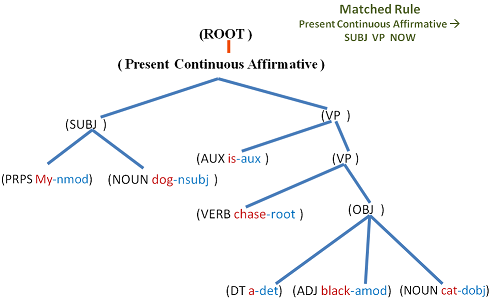 Matched Rule
Present Continuous Affirmative →
SUBJ VP NOW
(ROOT )
( Present Continuous Affirmative )
(SUBJ )
(VP )
(AUX is-aux )
(VP )
(PRPS My-nmod)
(NOUN dog-nsubj )
(VERB chase-root )
(OBJ )
(DT a-det)
(ADJ black-amod)
(NOUN cat-dobj)